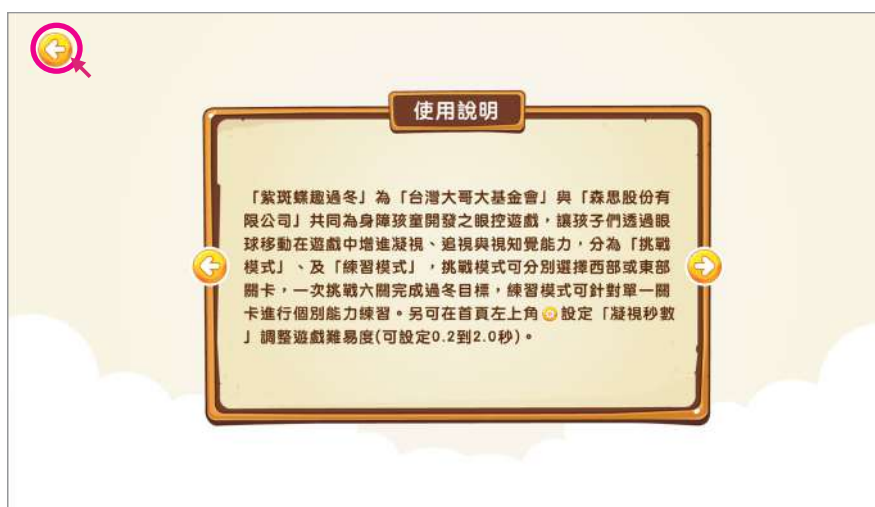 使用說明
「紫斑蝶趣過冬」為「台灣大哥大基金會」與「森思股份有
限公司」共同為身障孩童開發之眼控遊戲，讓孩子們透過眼
球移動在遊戲中增進凝視、追視與視知覺能力，分為「挑戰
模式」、及「練習模式」，挑戰模式可分別選擇西部或東部
關卡，一次挑戰六關完成過冬目標，練習模式可針對單一關
卡進行個別能力練習。另可在首頁左上角設定「凝視秒數
」調整遊戲難易度(可設定0.2到2.0秒)。